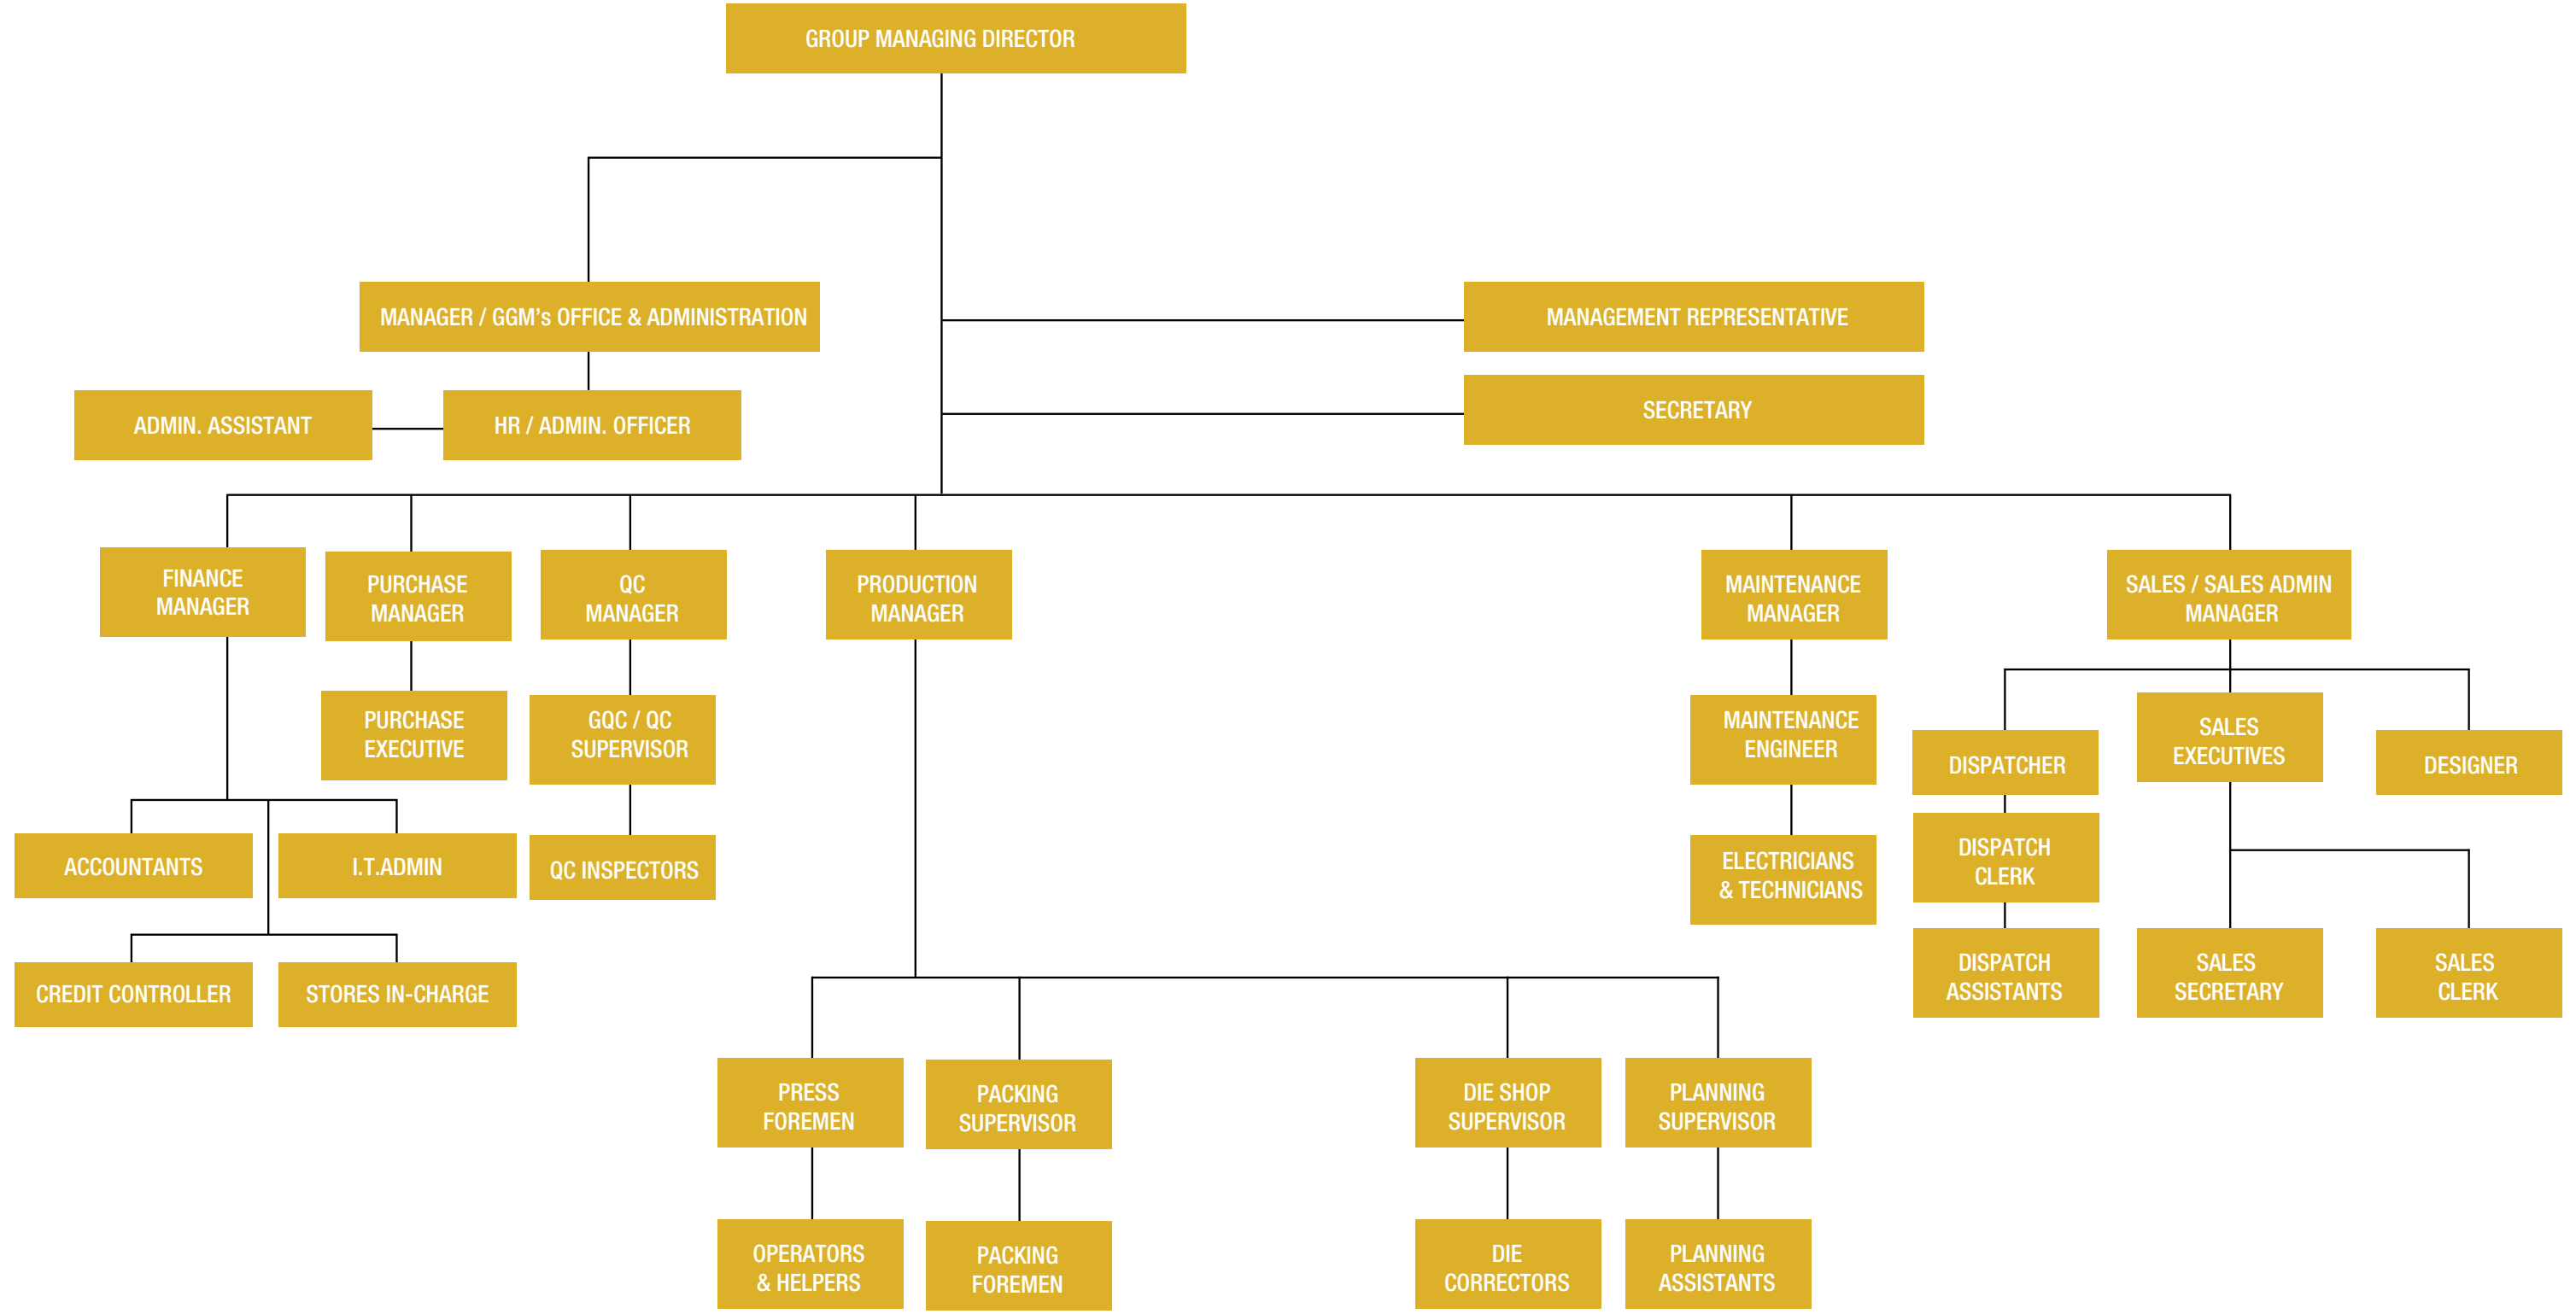 GROUP MANAGING DIRECTOR
MANAGER / GGM's OFFICE & ADMINISTRATION
MANAGEMENT REPRESENTATIVE
SECRETARY
ADMIN. ASSISTANT
HR / ADMIN. OFFICER
FINANCE
MANAGER
PURCHASE
MANAGER
QC
MANAGER
PRODUCTION
MANAGER
MAINTENANCE
MANAGER
SALES / SALES ADMIN
MANAGER
PURCHASE
EXECUTIVE
GQC / QC
SUPERVISOR
MAINTENANCE
ENGINEER
DISPATCHER
SALES
EXECUTIVES
DESIGNER
ACCOUNTANTS
I.T.ADMIN
QC INSPECTORS
ELECTRICIANS
& TECHNICIANS
DISPATCH
CLERK
CREDIT CONTROLLER
STORES IN-CHARGE
DISPATCH
ASSISTANTS
SALES
SECRETARY
SALES
CLERK
PRESS
FOREMEN
PACKING
SUPERVISOR
DIE SHOP
SUPERVISOR
PLANNING
SUPERVISOR
OPERATORS
& HELPERS
PACKING
FOREMEN
DIE
CORRECTORS
PLANNING
ASSISTANTS